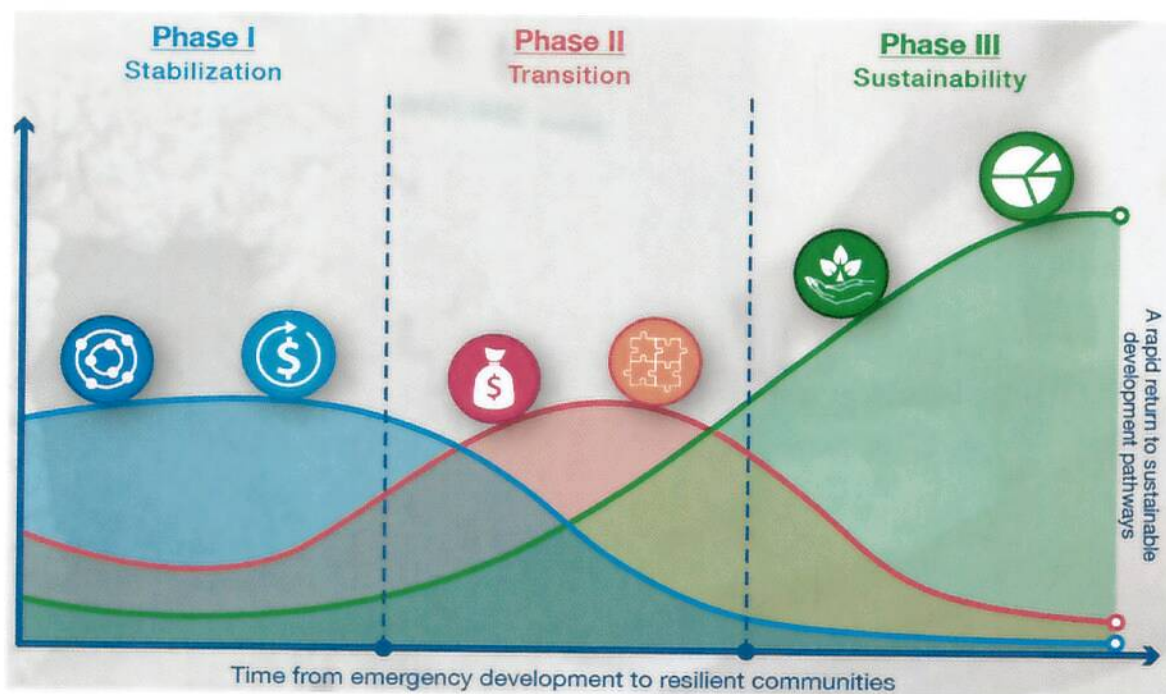 Phase I
Stabilization
Phase II
Transition
Phase III
Sustainability
$
$
A rapid return to sustainable
development pathways
Time from emergency development to resilient communities